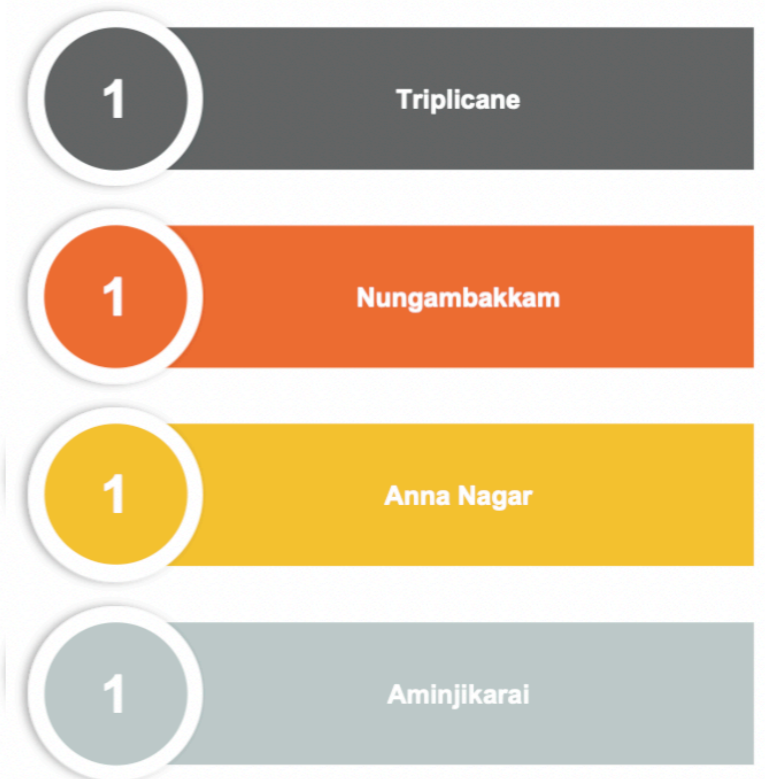 1
Triplicane
1
Nungambakkam
1
Anna Nagar
1
Aminjikarai